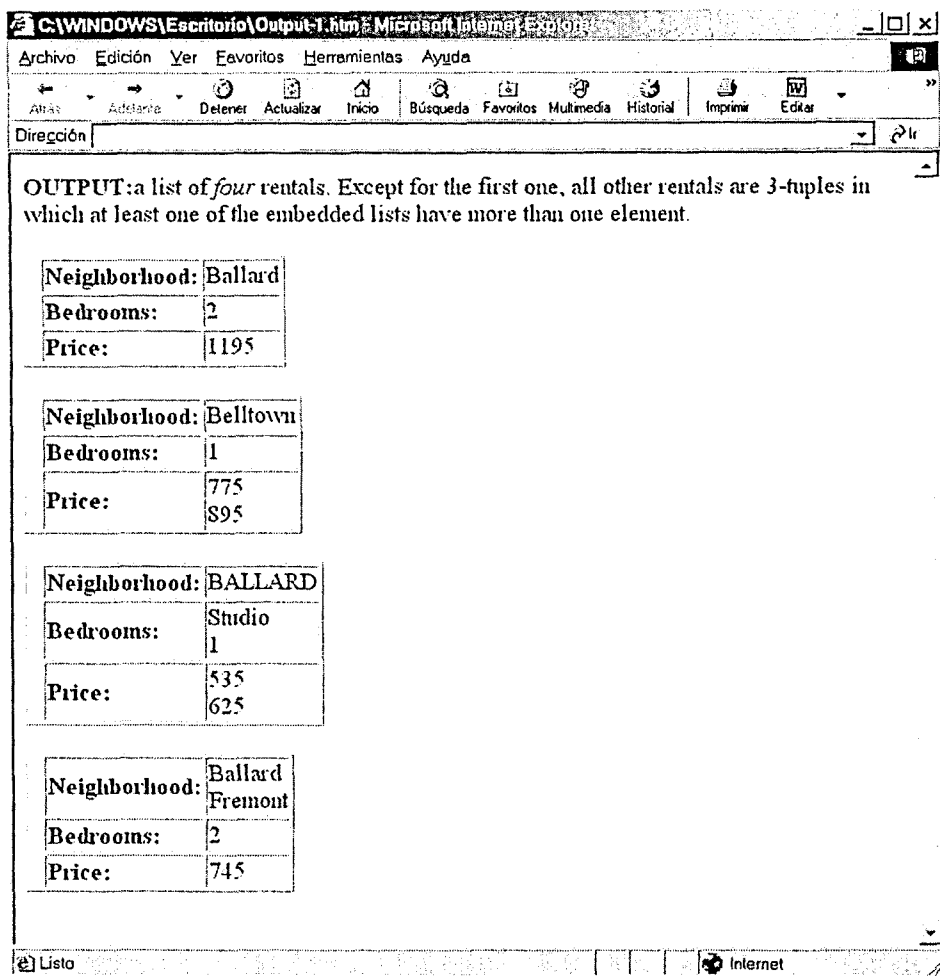 C:\WINDOWS\Escritorio\Output-1.htm - Microsoft Internet Explorer
Archivo Edición Ver Favoritos Herramientas Ayuda
Atrás Adelante Detener Actualizar Inicio Búsqueda Favoritos Multimedia Historial Imprimir Editar »
Dirección Ir
OUTPUT:a list of four rentals. Except for the first one, all other rentals are 3-tuples in
which at least one of the embedded lists have more than one element.
Neighborhood: Ballard
Bedrooms: 2
Price: 1195
Neighborhood: Belltown
Bedrooms: 1
Price: 775
895
Neighborhood: BALLARD
Bedrooms: Studio
1
Price: 535
625
Neighborhood: Ballard
Fremont
Bedrooms: 2
Price: 745
Listo Internet